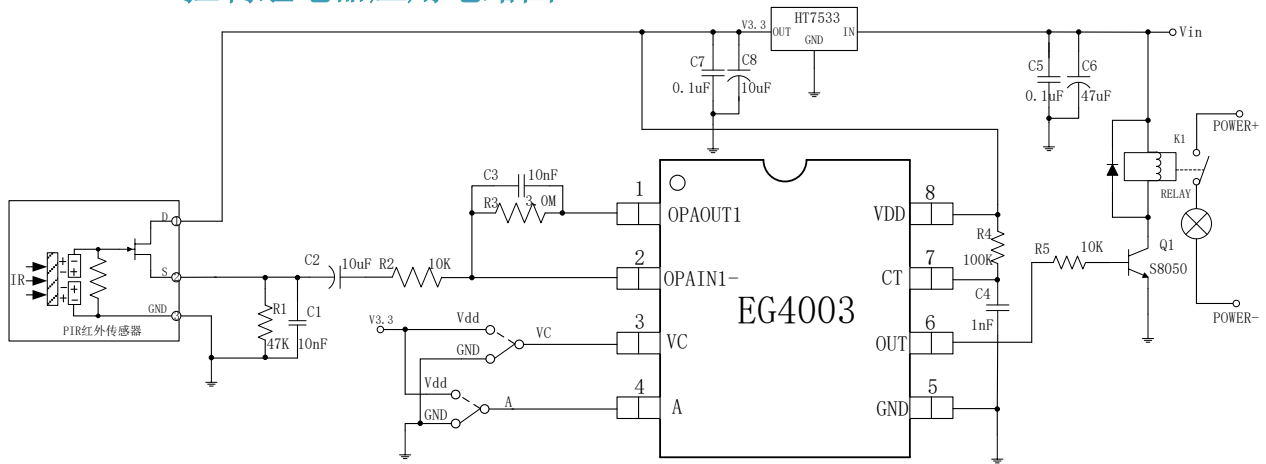 V3.3
HT7533
OUT
IN
GND
Vin
C7
C8
0.1uF
10uF
C5
C6
0.1uF
47uF
POWER+
K1
RELAY
C3
10nF
R3
3.0M
1
OPAOUT1
8
VDD
D
IR
S
GND
PIR红外传感器
C2
10uF
R2
10K
2
OPAIN1-
R4
100K
7
CT
R5
10K
Q1
S8050
R1
47K
C1
10nF
EG4003
C4
1nF
V3.3
Vdd
GND
VC
3
VC
6
OUT
POWER-
Vdd
GND
A
4
A
5
GND